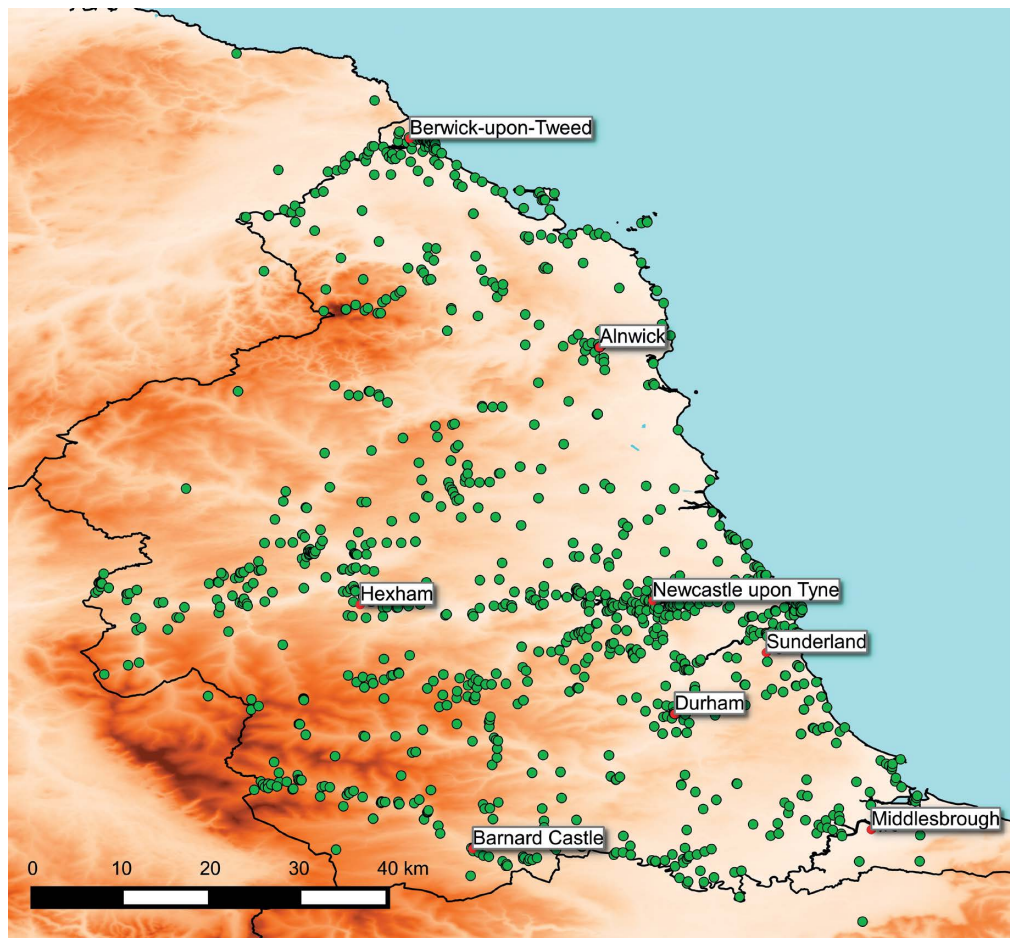 Berwick-upon-Tweed
Alnwick
Hexham
Newcastle upon Tyne
Sunderland
Durham
Middlesbrough
Barnard Castle
0 10 20 30 40 km